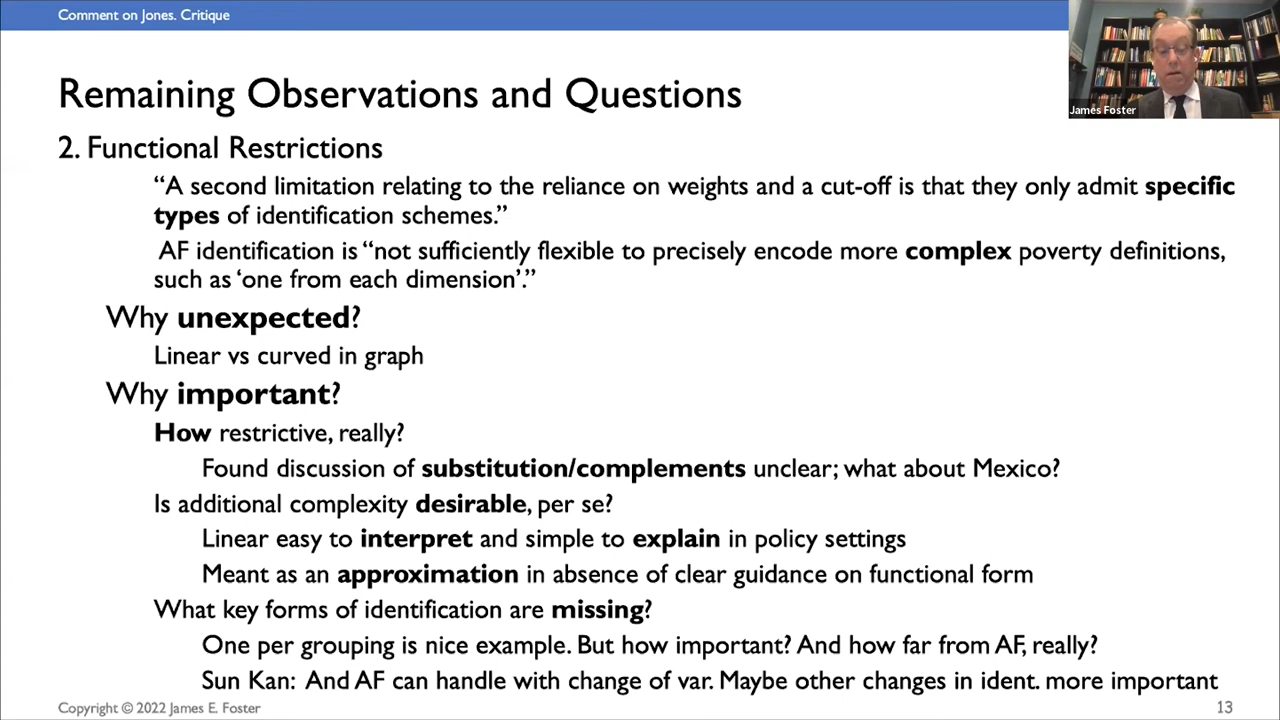 Comment on Jones. Critique
James Foster
Remaining Observations and Questions
2. Functional Restrictions
“A second limitation relating to the reliance on weights and a cut-off is that they only admit specific
types of identification schemes.”
AF identification is “not sufficiently flexible to precisely encode more complex poverty definitions,
such as ‘one from each dimension’.”
Why unexpected?
Linear vs curved in graph
Why important?
How restrictive, really?
Found discussion of substitution/complements unclear; what about Mexico?
Is additional complexity desirable, per se?
Linear easy to interpret and simple to explain in policy settings
Meant as an approximation in absence of clear guidance on functional form
What key forms of identification are missing?
One per grouping is nice example. But how important? And how far from AF, really?
Sun Kan: And AF can handle with change of var. Maybe other changes in ident. more important
Copyright © 2022 James E. Foster
13